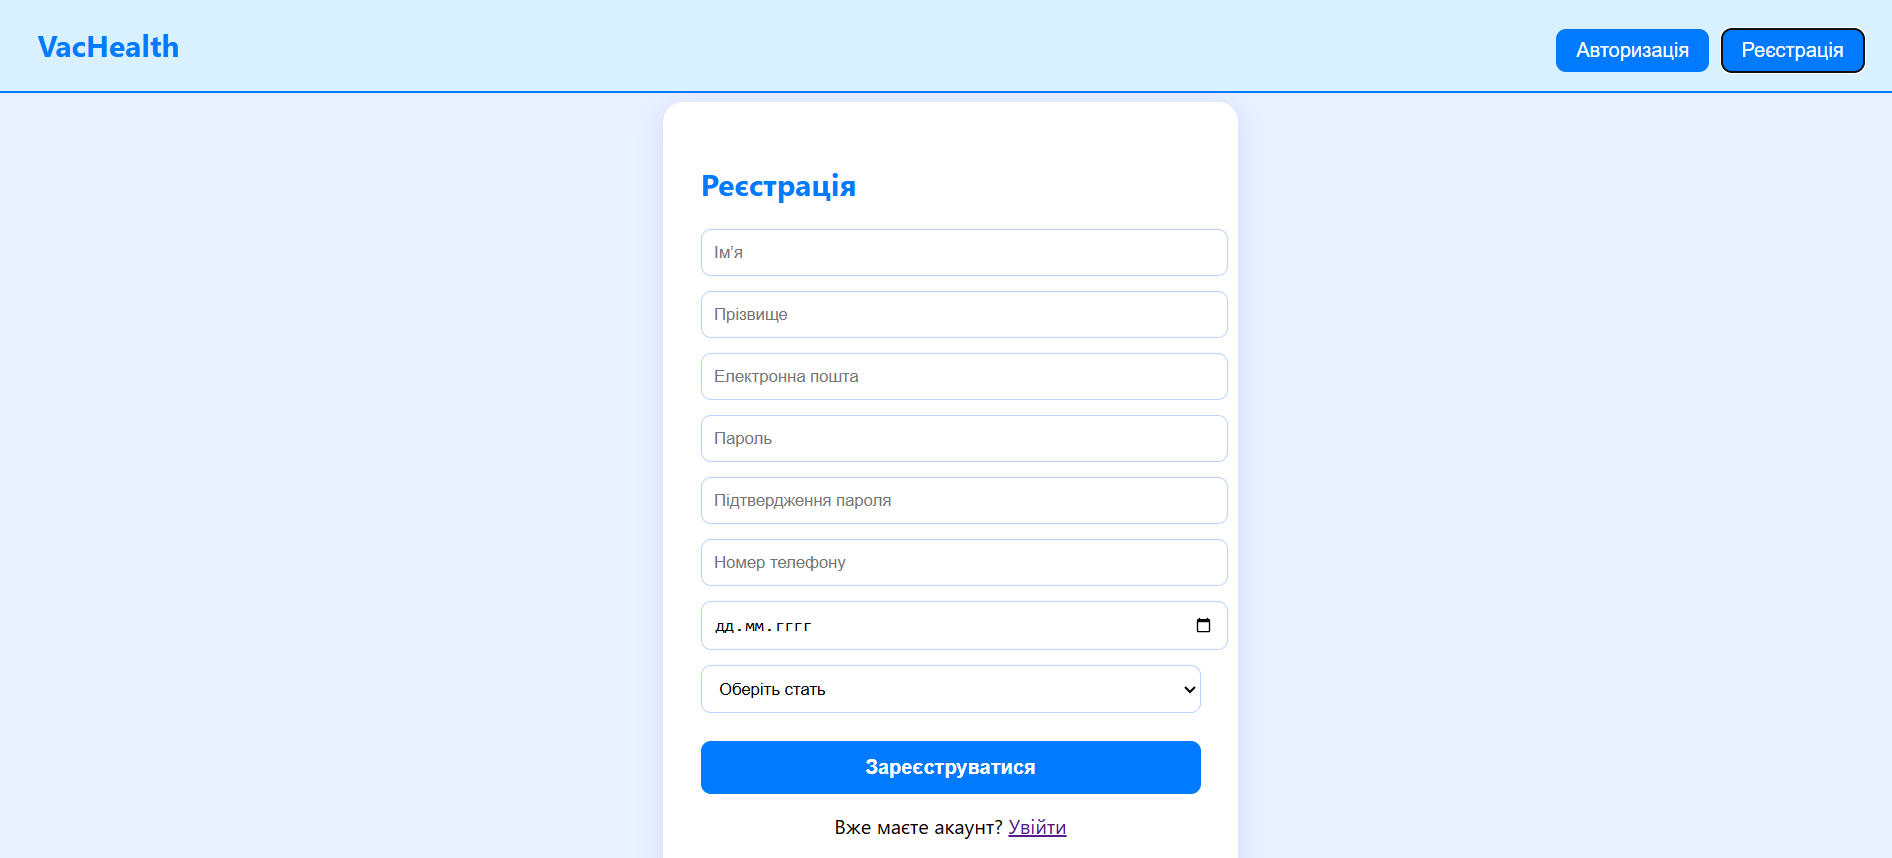 VacHealth
Авторизація
Реєстрація
Реєстрація
Ім’я
Прізвище
Електронна пошта
Пароль
Підтвердження пароля
Номер телефону
дд.мм.гггг
Оберіть стать
Зареєструватися
Вже маєте акаунт? Увійти